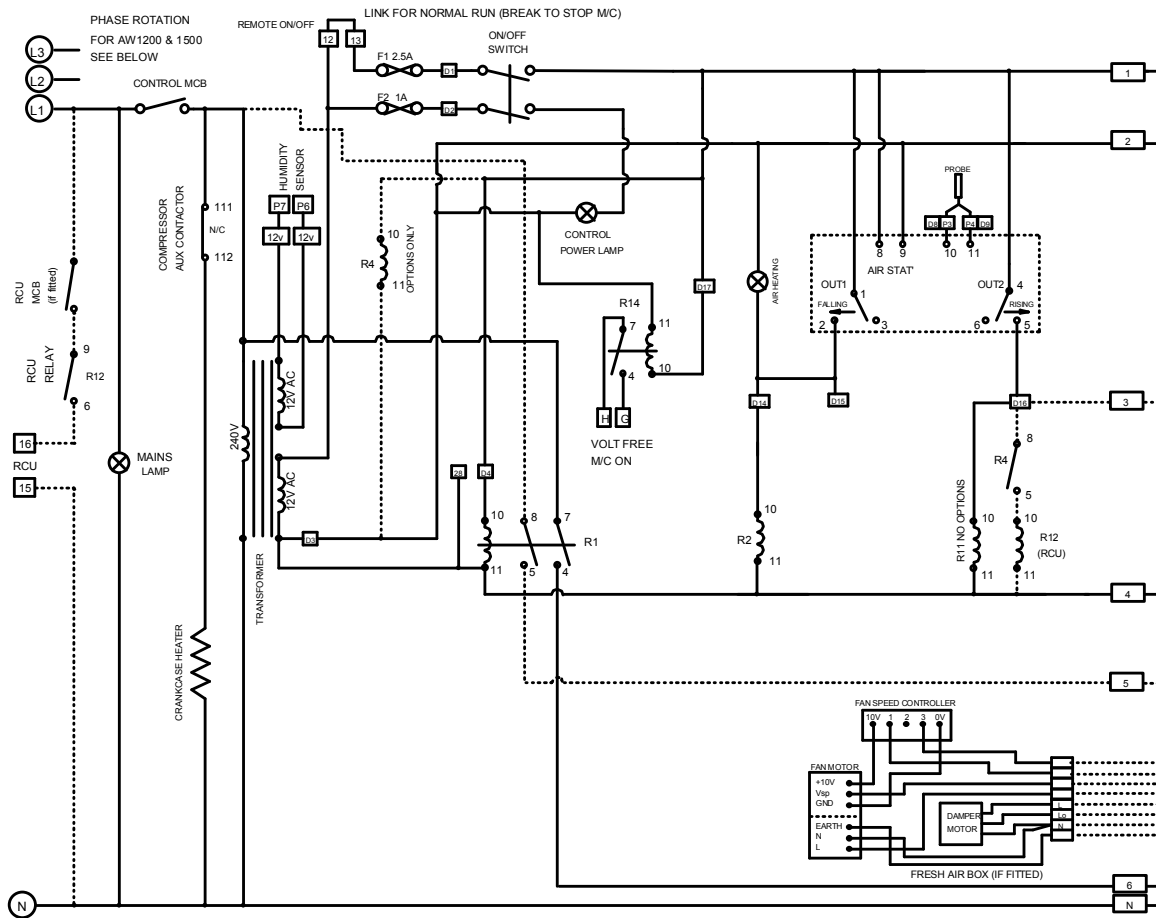 PHASE ROTATION
FOR AW1200 & 1500
SEE BELOW
L3
L2
L1
CONTROL MCB
REMOTE ON/OFF
LINK FOR NORMAL RUN (BREAK TO STOP M/C)
12
13
F1 2.5A
D1
ON/OFF
SWITCH
F2 1A
D2
1
2
HUMIDITY
SENSOR
P7
P6
12v
12v
COMPRESSOR
AUX CONTACTOR
111
N/C
112
RCU
MCB
(if fitted)
RCU
RELAY
9
R12
6
16
RCU
15
MAINS
LAMP
CRANKCASE HEATER
240V
TRANSFORMER
12V AC
12V AC
D3
10
R4
11
OPTIONS ONLY
CONTROL
POWER LAMP
R14
7
4
11
10
H
G
VOLT FREE
M/C ON
D17
28
D4
10
11
8
5
7
4
R1
AIR HEATING
D14
D15
10
R2
11
PROBE
D8
P3
P4
D9
8
9
10
11
AIR STAT'
OUT1
1
FALLING
2
3
OUT2
4
RISING
6
5
D16
3
8
R4
5
R11 NO OPTIONS
10
11
10
R12
(RCU)
11
4
5
FAN SPEED CONTROLLER
10V
1
2
3
0V
FAN MOTOR
+10V
Vsp
GND
EARTH
N
L
DAMPER
MOTOR
L
Lo
N
FRESH AIR BOX (IF FITTED)
6
N
N